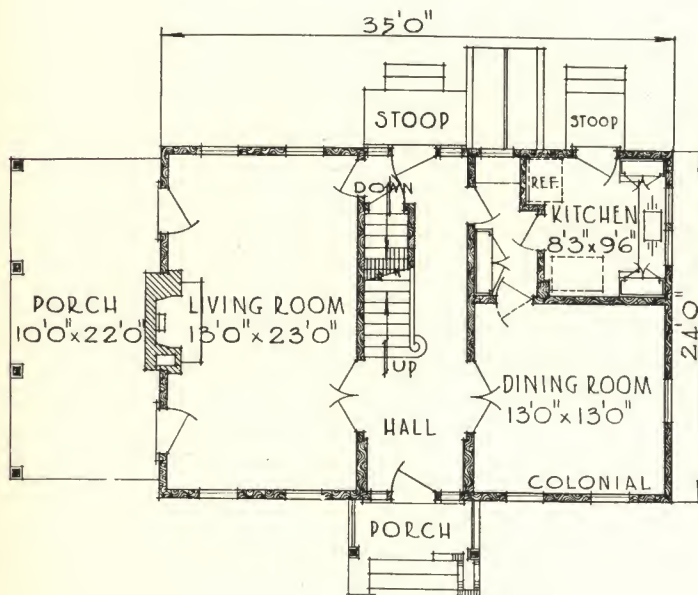 35'0"
STOOP
STOOP
DOWN
REF.
KITCHEN
8'3"x9'6"
PORCH
10'0"x22'0"
LIVING ROOM
13'0"x23'0"
24'0"
UP
DINING ROOM
13'0"x13'0"
HALL
COLONIAL
PORCH